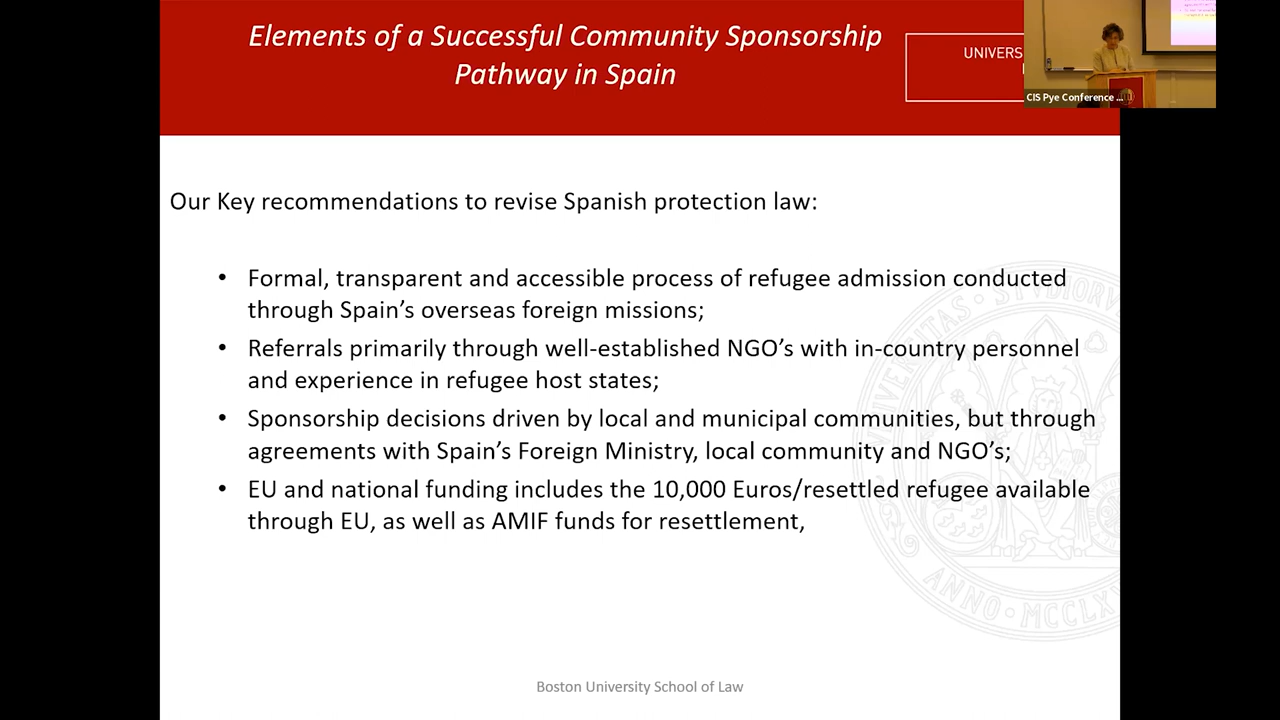 Elements of a Successful Community Sponsorship
Pathway in Spain
UNIVERS
CIS Pye Conference ...
Our Key recommendations to revise Spanish protection law:
• Formal, transparent and accessible process of refugee admission conducted
through Spain’s overseas foreign missions;
• Referrals primarily through well-established NGO’s with in-country personnel
and experience in refugee host states;
• Sponsorship decisions driven by local and municipal communities, but through
agreements with Spain’s Foreign Ministry, local community and NGO’s;
• EU and national funding includes the 10,000 Euros/resettled refugee available
through EU, as well as AMIF funds for resettlement,
ANNO · MCCLX
Boston University School of Law